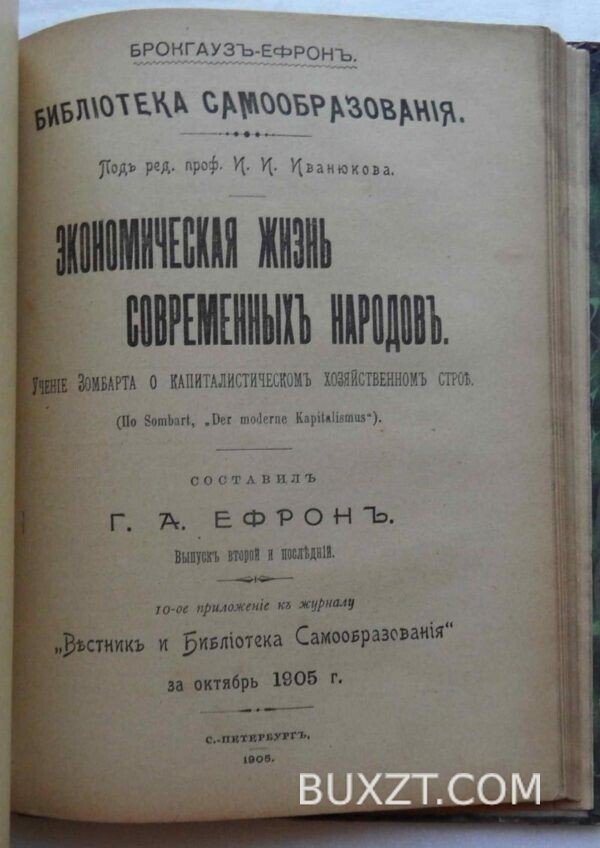 БРОКГАУЗЪ-ЕФРОНЪ.
БИБЛІОТЕКА САМООБРАЗОВАНІЯ.
Подъ ред. проф. И. И. Иванюкова.
ЭКОНОМИЧЕСКАЯ ЖИЗНЬ
СОВРЕМЕННЫХЪ НАРОДОВЪ.
УЧЕНІЕ ЗОМБАРТА О КАПИТАЛИСТИЧЕСКОМЪ ХОЗЯЙСТВЕННОМЪ СТРОѢ.
(По Sombart, „Der moderne Kapitalismus“).
СОСТАВИЛЪ
Г. А. ЕФРОНЪ.
Выпускъ второй и послѣдній.
10-ое приложеніе къ журналу
„Вѣстникъ и Библіотека Самообразованія“
за октябрь 1905 г.
С.-ПЕТЕРБУРГЪ.
1905.
BUXZT.COM